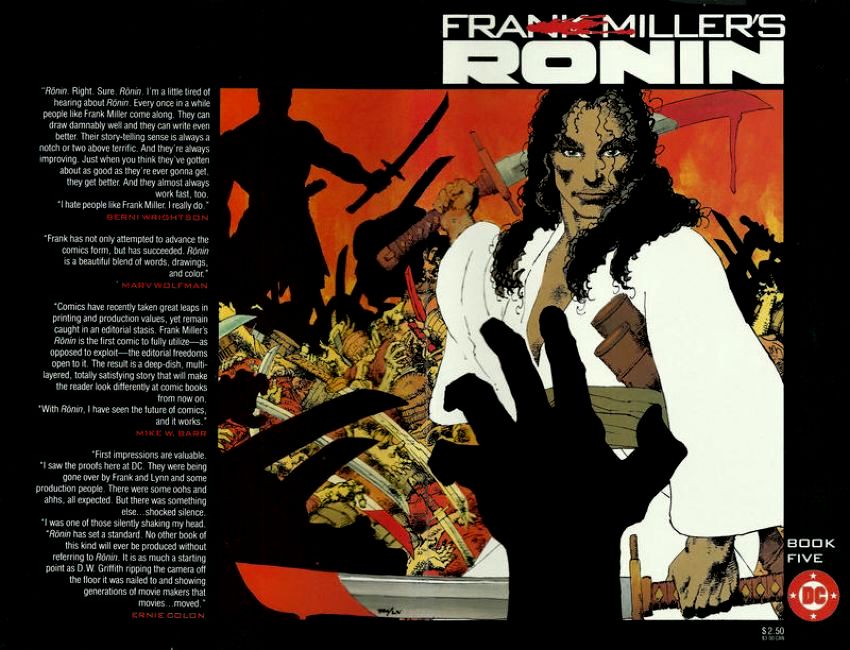 FRANK MILLER'S
RONIN
"Rōnin. Right. Sure. Rōnin. I'm a little tired of
hearing about Rōnin. Every once in a while
people like Frank Miller come along. They can
draw damnably well and they can write even
better. Their story-telling sense is always a
notch or two above terrific. And they're always
improving. Just when you think they've gotten
about as good as they're ever gonna get,
they get better. And they almost always
work fast, too.
"I hate people like Frank Miller. I really do."
BERNI WRIGHTSON
"Frank has not only attempted to advance the
comics form, but has succeeded. Rōnin
is a beautiful blend of words, drawings,
and color."
MARV WOLFMAN
"Comics have recently taken great leaps in
printing and production values, yet remain
caught in an editorial stasis. Frank Miller's
Rōnin is the first comic to fully utilize—as
opposed to exploit—the editorial freedoms
open to it. The result is a deep-dish, multi-
layered, totally satisfying story that will make
the reader look differently at comic books
from now on.
"With Rōnin, I have seen the future of comics,
and it works."
MIKE W. BARR
"First impressions are valuable.
"I saw the proofs here at DC. They were being
gone over by Frank and Lynn and some
production people. There were some oohs and
ahhs, all expected. But there was something
else...shocked silence.
"I was one of those silently shaking my head.
"Rōnin has set a standard. No other book of
this kind will ever be produced without
referring to Rōnin. It is as much a starting
point as D.W. Griffith ripping the camera off
the floor it was nailed to and showing
generations of movie makers that
movies...moved."
ERNIE COLON
BOOK
FIVE
DC
$2.50